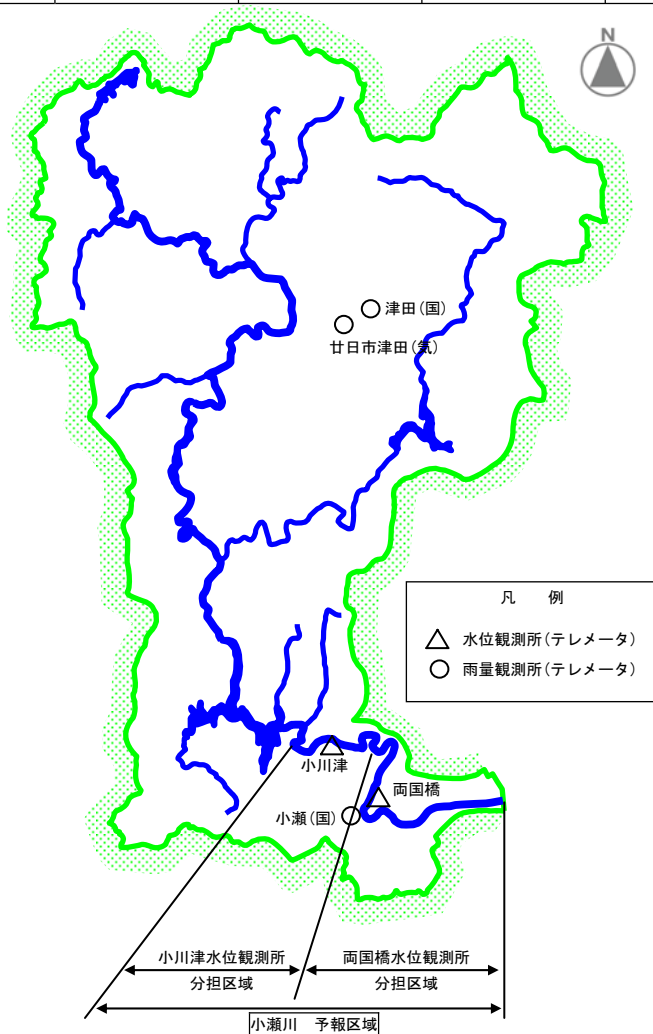 N
津田(国)
廿日市津田(気)
凡 例
水位観測所(テレメータ)
雨量観測所(テレメータ)
小川津
両国橋
小瀬(国)
小川津水位観測所
分担区域
両国橋水位観測所
分担区域
小瀬川 予報区域